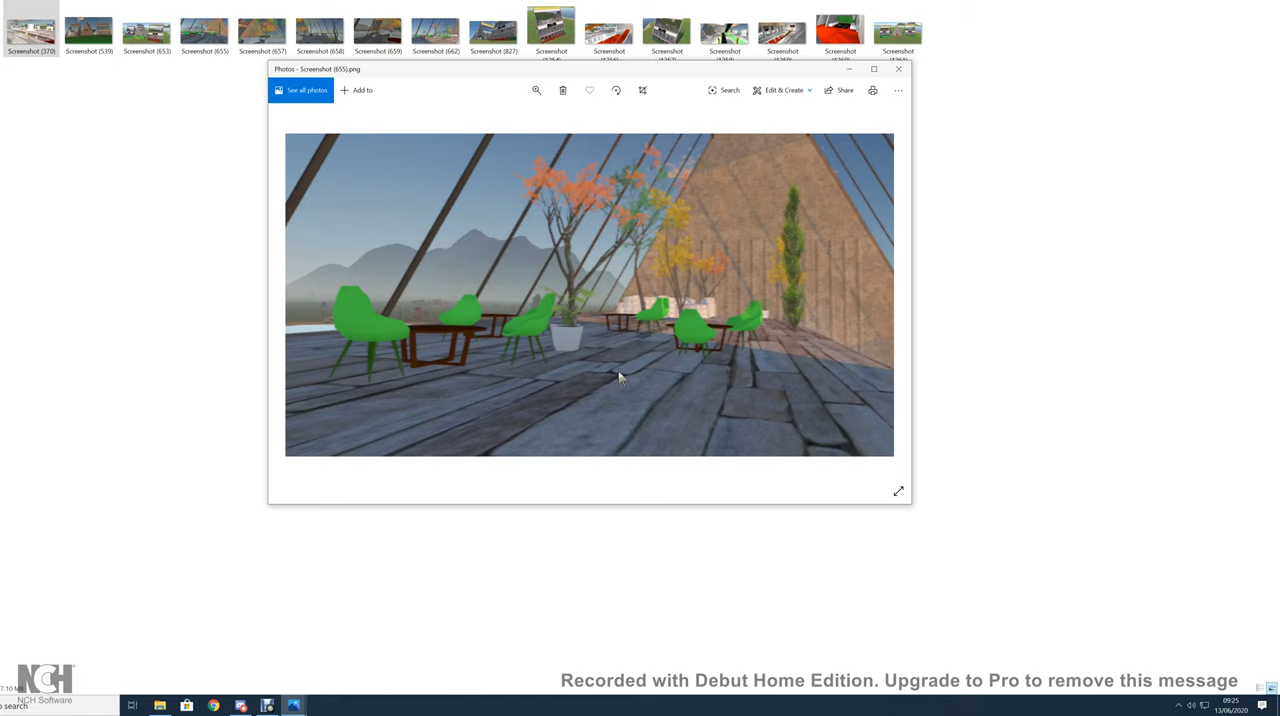 Screenshot (370) Screenshot (539) Screenshot (653) Screenshot (655) Screenshot (657) Screenshot (658) Screenshot (659) Screenshot (662) Screenshot (827) Screenshot Screenshot Screenshot Screenshot Screenshot Screenshot Screenshot
Photos - Screenshot (655).png
See all photos Add to Search Edit & Create Share
NCH
NCH Software
Recorded with Debut Home Edition. Upgrade to Pro to remove this message
search
09:25
13/06/2020